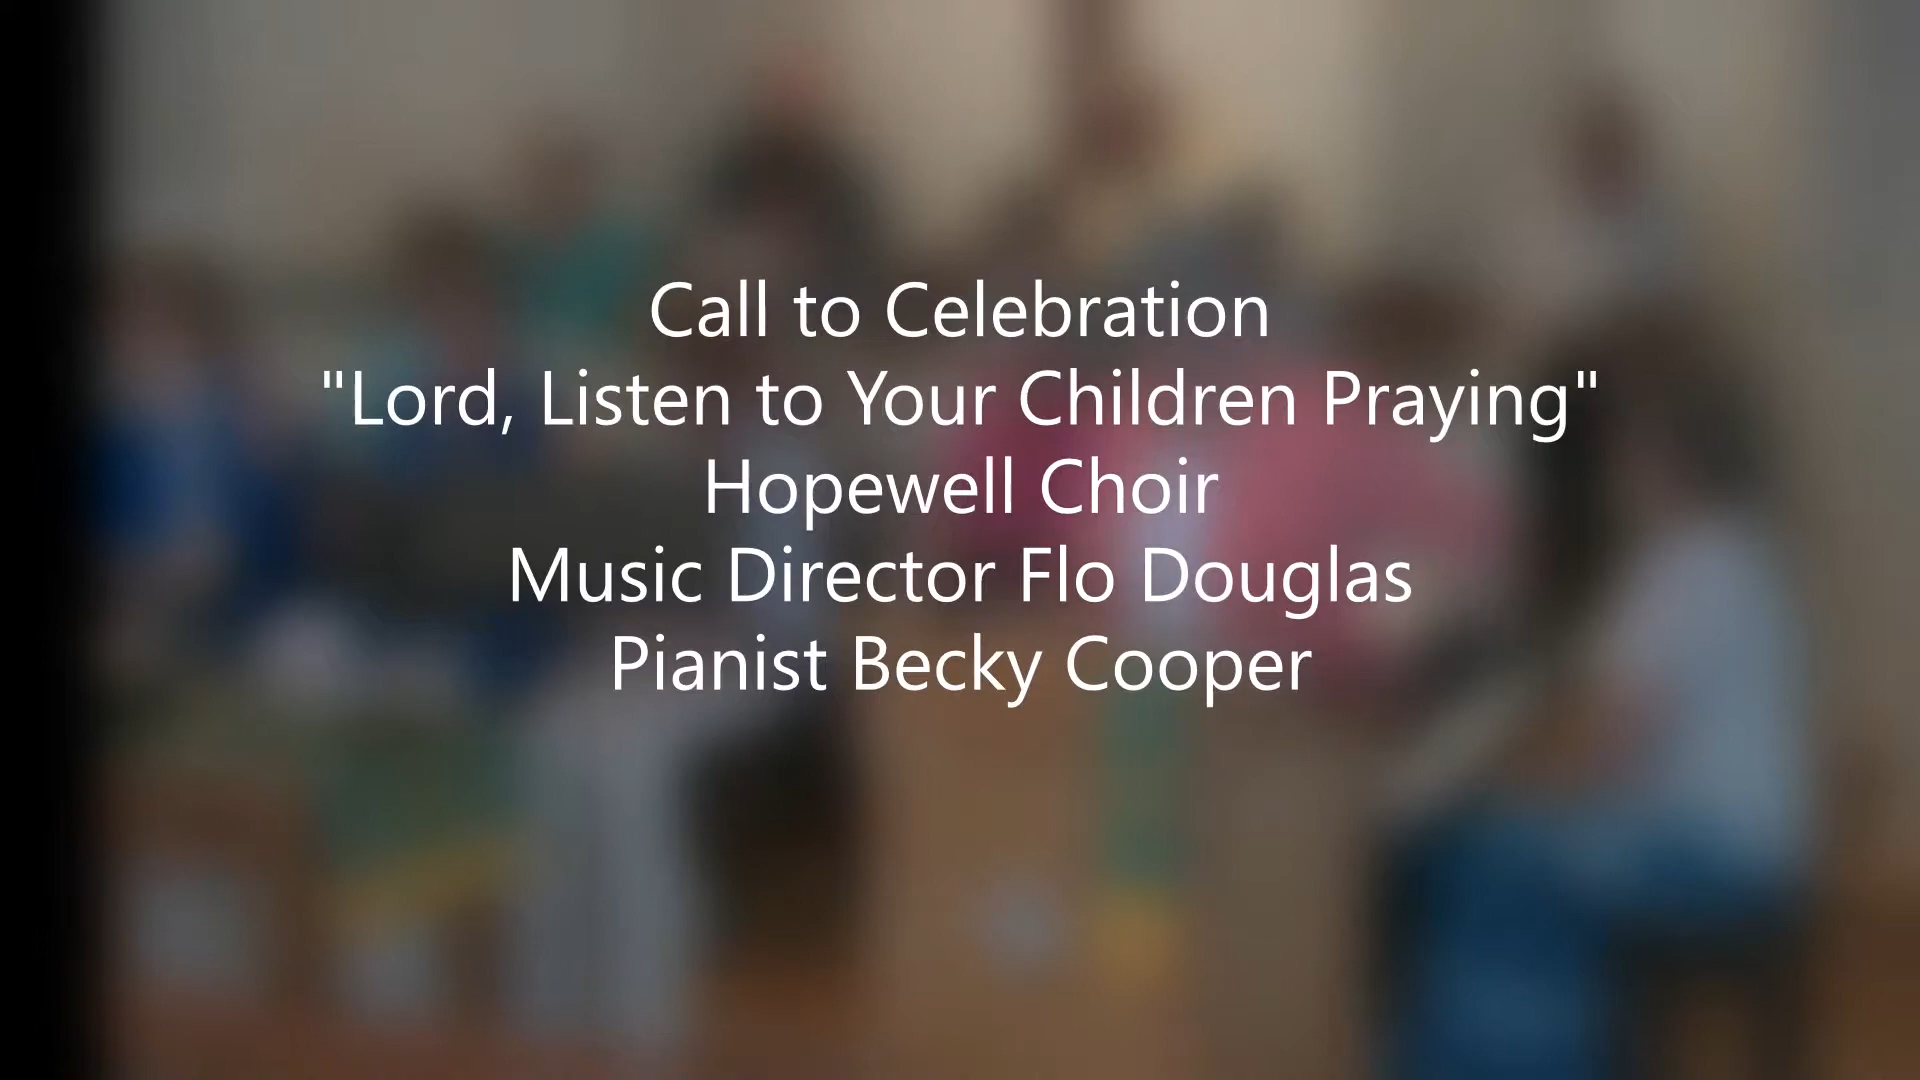 Call to Celebration
"Lord, Listen to Your Children Praying"
Hopewell Choir
Music Director Flo Douglas
Pianist Becky Cooper